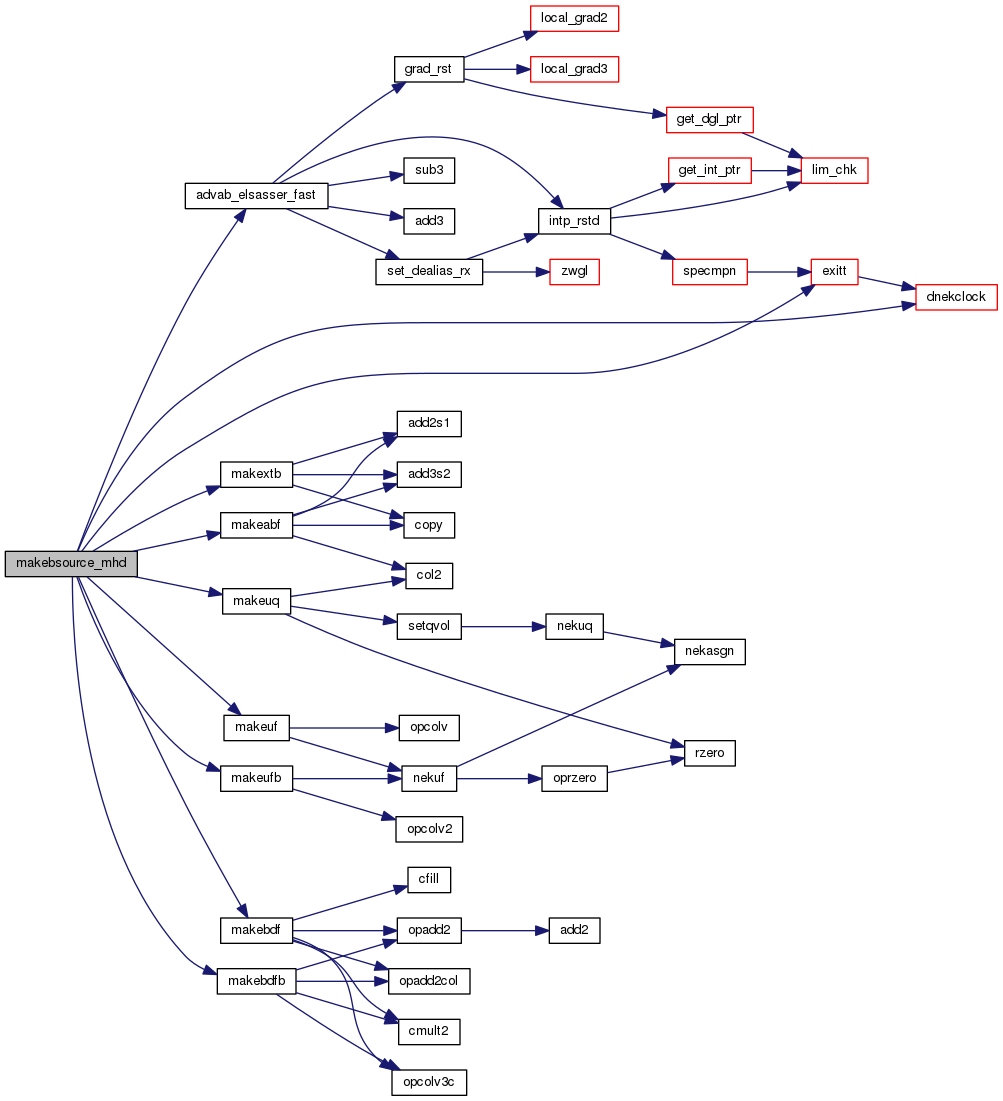 local_grad2
grad_rst
local_grad3
get_dgl_ptr
sub3
get_int_ptr
lim_chk
advab_elsasser_fast
add3
intp_rstd
set_dealias_rx
zwgl
specmpn
exitt
dnekclock
add2s1
makextb
add3s2
makeabf
copy
makebsource_mhd
col2
makeuq
setqvol
nekuq
nekasgn
makeuf
opcolv
rzero
makeufb
nekuf
oprzero
opcolv2
cfill
makebdf
opadd2
add2
makebdfb
opadd2col
cmult2
opcolv3c